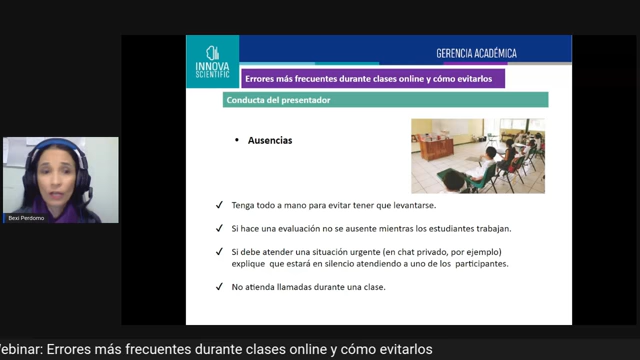 INNOVA
SCIENTIFIC
GERENCIA ACADÉMICA
Errores más frecuentes durante clases online y cómo evitarlos
Conducta del presentador
• Ausencias
✓ Tenga todo a mano para evitar tener que levantarse.
✓ Si hace una evaluación no se ausente mientras los estudiantes trabajan.
✓ Si debe atender una situación urgente (en chat privado, por ejemplo)
explique que estará en silencio atendiendo a uno de los participantes.
✓ No atienda llamadas durante una clase.
Bexi Perdomo
ebinar: Errores más frecuentes durante clases online y cómo evitarlos